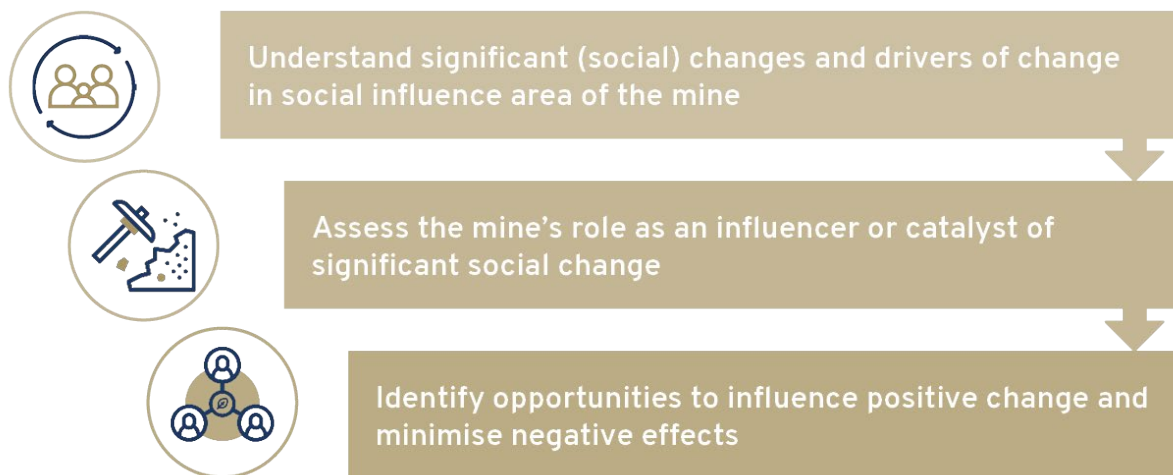 Understand significant (social) changes and drivers of change
in social influence area of the mine
Assess the mine's role as an influencer or catalyst of
significant social change
Identify opportunities to influence positive change and
minimise negative effects